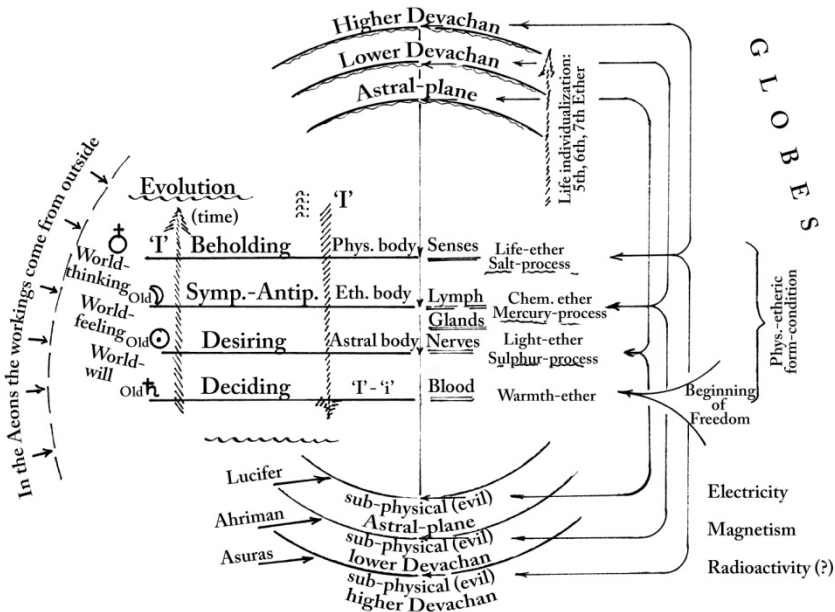 Higher Devachan
Lower Devachan
Astral-plane
Life individualization:
5th, 6th, 7th Ether
GLOBES
In the Aeons the workings come from outside
Evolution
(time)
???
'I'
'I' Beholding Phys. body Senses Life-ether
Salt-process
World-
thinking
Old ☽ Symp.-Antip. Eth. body Lymph Chem. ether
Glands Mercury-process
World-
feeling
Old ☉ Desiring Astral body Nerves Light-ether
Sulphur-process
World-
will
Old ♄ Deciding 'I' - 'i' Blood Warmth-ether
Phys.-etheric
form-condition
Beginning
of
Freedom
Lucifer
sub-physical (evil)
Astral-plane
Ahriman
sub-physical (evil)
lower Devachan
Asuras
sub-physical (evil)
higher Devachan
Electricity
Magnetism
Radioactivity (?)